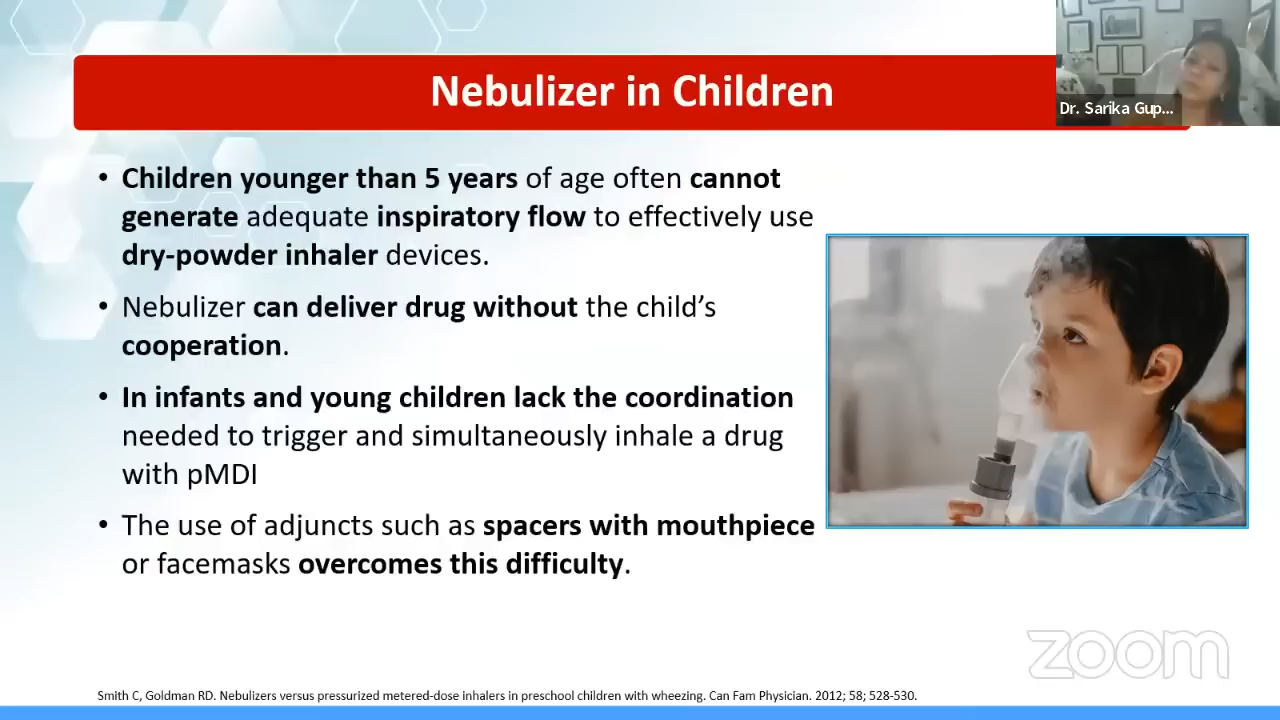 Nebulizer in Children
Dr. Sarika Gup...
• Children younger than 5 years of age often cannot
generate adequate inspiratory flow to effectively use
dry-powder inhaler devices.
• Nebulizer can deliver drug without the child's
cooperation.
• In infants and young children lack the coordination
needed to trigger and simultaneously inhale a drug
with pMDI
• The use of adjuncts such as spacers with mouthpiece
or facemasks overcomes this difficulty.
zoom
Smith C, Goldman RD. Nebulizers versus pressurized metered-dose inhalers in preschool children with wheezing. Can Fam Physician. 2012; 58; 528-530.